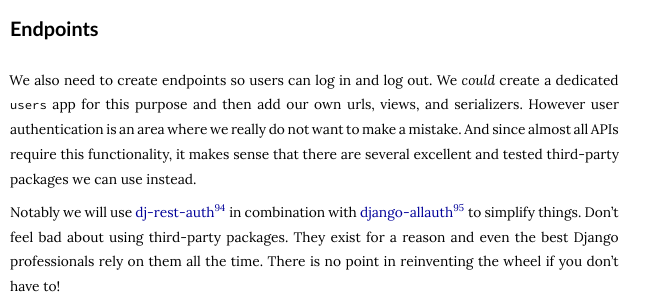 Endpoints
We also need to create endpoints so users can log in and log out. We could create a dedicated
users app for this purpose and then add our own urls, views, and serializers. However user
authentication is an area where we really do not want to make a mistake. And since almost all APIs
require this functionality, it makes sense that there are several excellent and tested third-party
packages we can use instead.
Notably we will use dj-rest-auth94 in combination with django-allauth95 to simplify things. Don’t
feel bad about using third-party packages. They exist for a reason and even the best Django
professionals rely on them all the time. There is no point in reinventing the wheel if you don’t
have to!